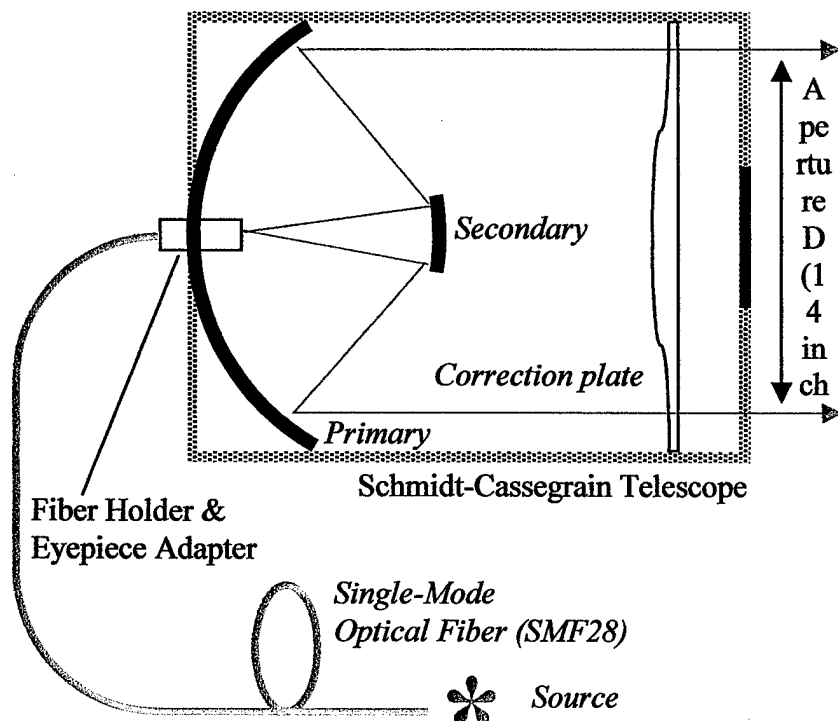 A
pe
rtu
re
D
(1
4
in
ch
Secondary
Correction plate
Primary
Schmidt-Cassegrain Telescope
Fiber Holder &
Eyepiece Adapter
Single-Mode
Optical Fiber (SMF28)
Source